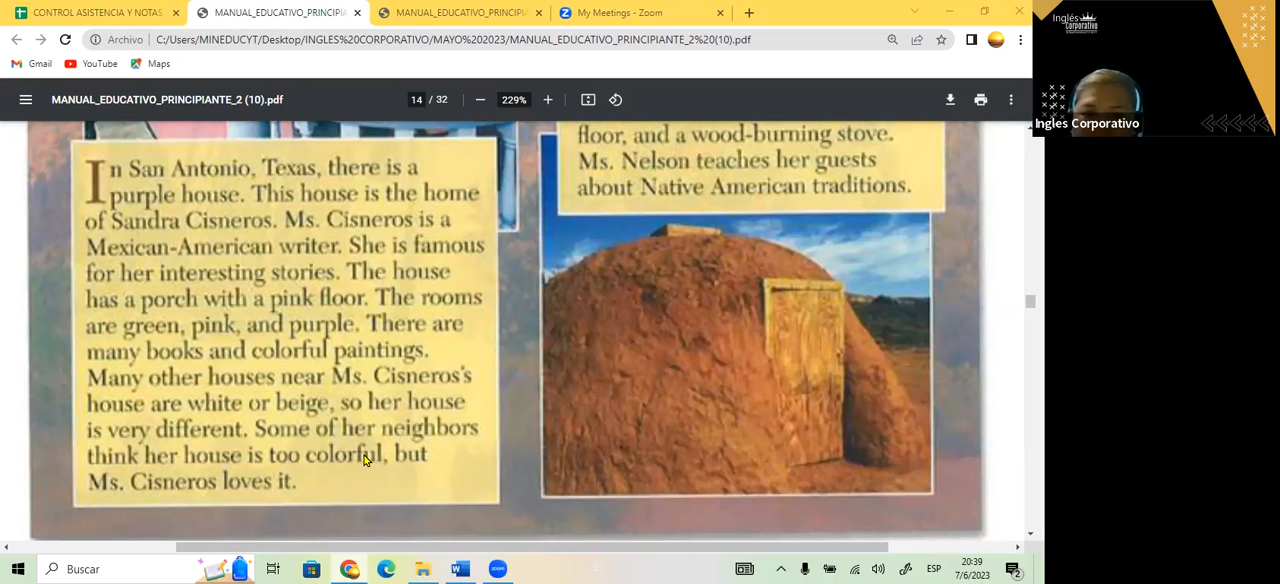 CONTROL ASISTENCIA Y NOTAS
MANUAL_EDUCATIVO_PRINCIPIA
MANUAL_EDUCATIVO_PRINCIPIA
My Meetings - Zoom
Archivo
C:/Users/MINEDUCYT/Desktop/INGLES%20CORPORATIVO/MAYO%202023/MANUAL_EDUCATIVO_PRINCIPIANTE_2%20(10).pdf
Gmail
YouTube
Maps
MANUAL_EDUCATIVO_PRINCIPIANTE_2 (10).pdf
14 / 32
229%
In San Antonio, Texas, there is a
purple house. This house is the home
of Sandra Cisneros. Ms. Cisneros is a
Mexican-American writer. She is famous
for her interesting stories. The house
has a porch with a pink floor. The rooms
are green, pink, and purple. There are
many books and colorful paintings.
Many other houses near Ms. Cisneros's
house are white or beige, so her house
is very different. Some of her neighbors
think her house is too colorful, but
Ms. Cisneros loves it.
floor, and a wood-burning stove.
Ms. Nelson teaches her guests
about Native American traditions.
Inglés
Corporativo
Ingles Corporativo
Buscar
zoom
ESP
20:39
7/6/2023
2